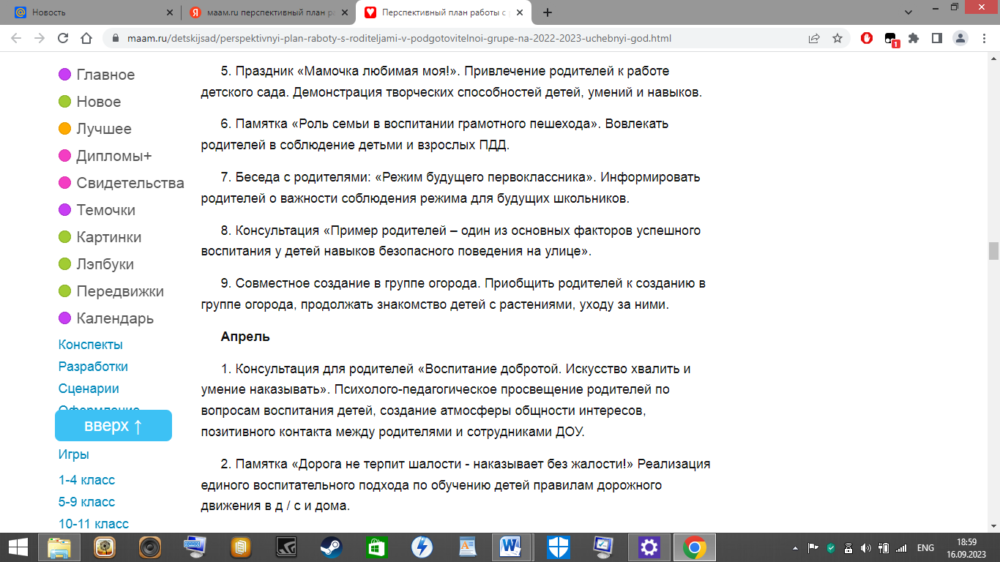 Новость
маам.ru перспективный план ра
Перспективный план работы с р
maam.ru/detskijsad/perspektivnyi-plan-raboty-s-roditeljami-v-podgotovitelnoi-grupe-na-2022-2023-uchebnyi-god.html
1
Главное
Новое
Лучшее
Дипломы+
Свидетельства
Темочки
Картинки
Лэпбуки
Передвижки
Календарь
Конспекты
Разработки
Сценарии
Оформление
вверх ↑
Игры
1-4 класс
5-9 класс
10-11 класс
5. Праздник «Мамочка любимая моя!». Привлечение родителей к работе
детского сада. Демонстрация творческих способностей детей, умений и навыков.
6. Памятка «Роль семьи в воспитании грамотного пешехода». Вовлекать
родителей в соблюдение детьми и взрослых ПДД.
7. Беседа с родителями: «Режим будущего первоклассника». Информировать
родителей о важности соблюдения режима для будущих школьников.
8. Консультация «Пример родителей – один из основных факторов успешного
воспитания у детей навыков безопасного поведения на улице».
9. Совместное создание в группе огорода. Приобщить родителей к созданию в
группе огорода, продолжать знакомство детей с растениями, уходу за ними.
Апрель
1. Консультация для родителей «Воспитание добротой. Искусство хвалить и
умение наказывать». Психолого-педагогическое просвещение родителей по
вопросам воспитания детей, создание атмосферы общности интересов,
позитивного контакта между родителями и сотрудниками ДОУ.
2. Памятка «Дорога не терпит шалости - наказывает без жалости!» Реализация
единого воспитательного подхода по обучению детей правилам дорожного
движения в д / с и дома.
ENG
18:59
16.09.2023